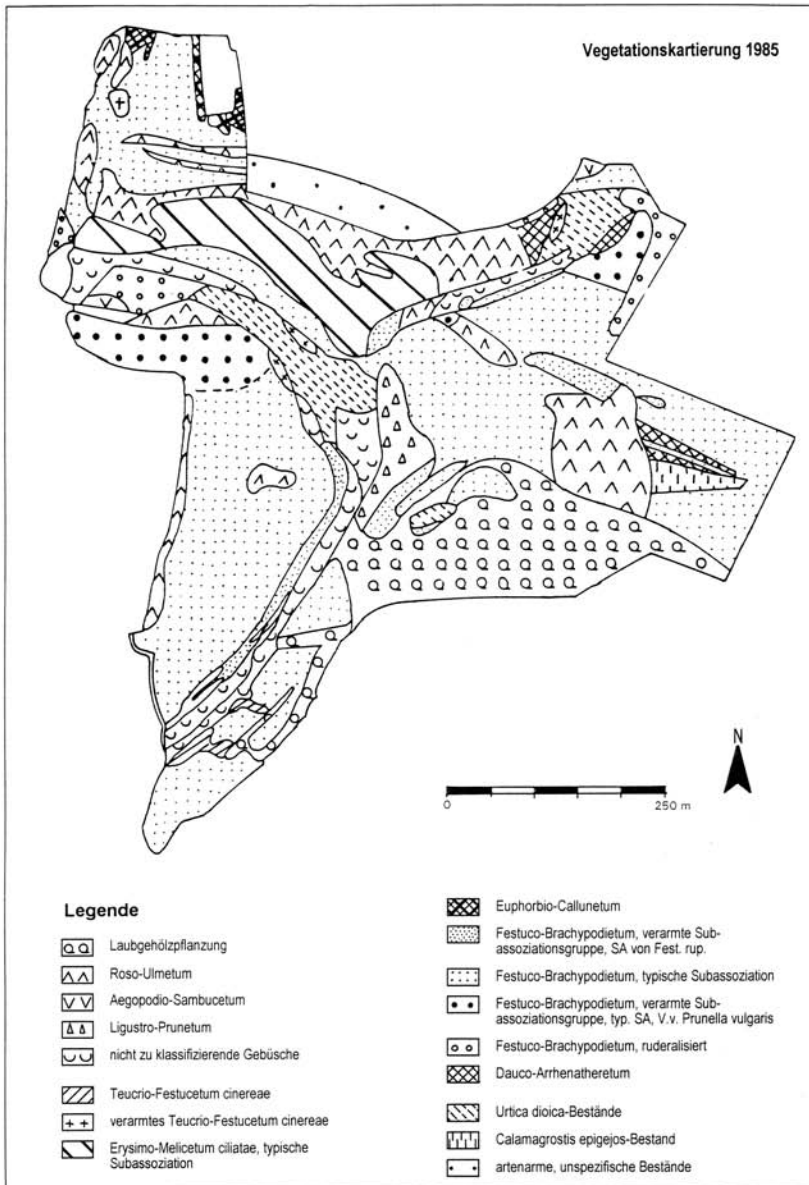 Vegetationskartierung 1985
N
0
250 m
Legende
Laubgehölzpflanzung
Roso-Ulmetum
Aegopodio-Sambucetum
Ligustro-Prunetum
nicht zu klassifizierende Gebüsche
Teucrio-Festucetum cinereae
verarmtes Teucrio-Festucetum cinereae
Erysimo-Melicetum ciliatae, typische
Subassoziation
Euphorbio-Callunetum
Festuco-Brachypodietum, verarmte Sub-
assoziationsgruppe, SA von Fest. rup.
Festuco-Brachypodietum, typische Subassoziation
Festuco-Brachypodietum, verarmte Sub-
assoziationsgruppe, typ. SA, V.v. Prunella vulgaris
Festuco-Brachypodietum, ruderalisiert
Dauco-Arrhenatheretum
Urtica dioica-Bestände
Calamagrostis epigejos-Bestand
artenarme, unspezifische Bestände